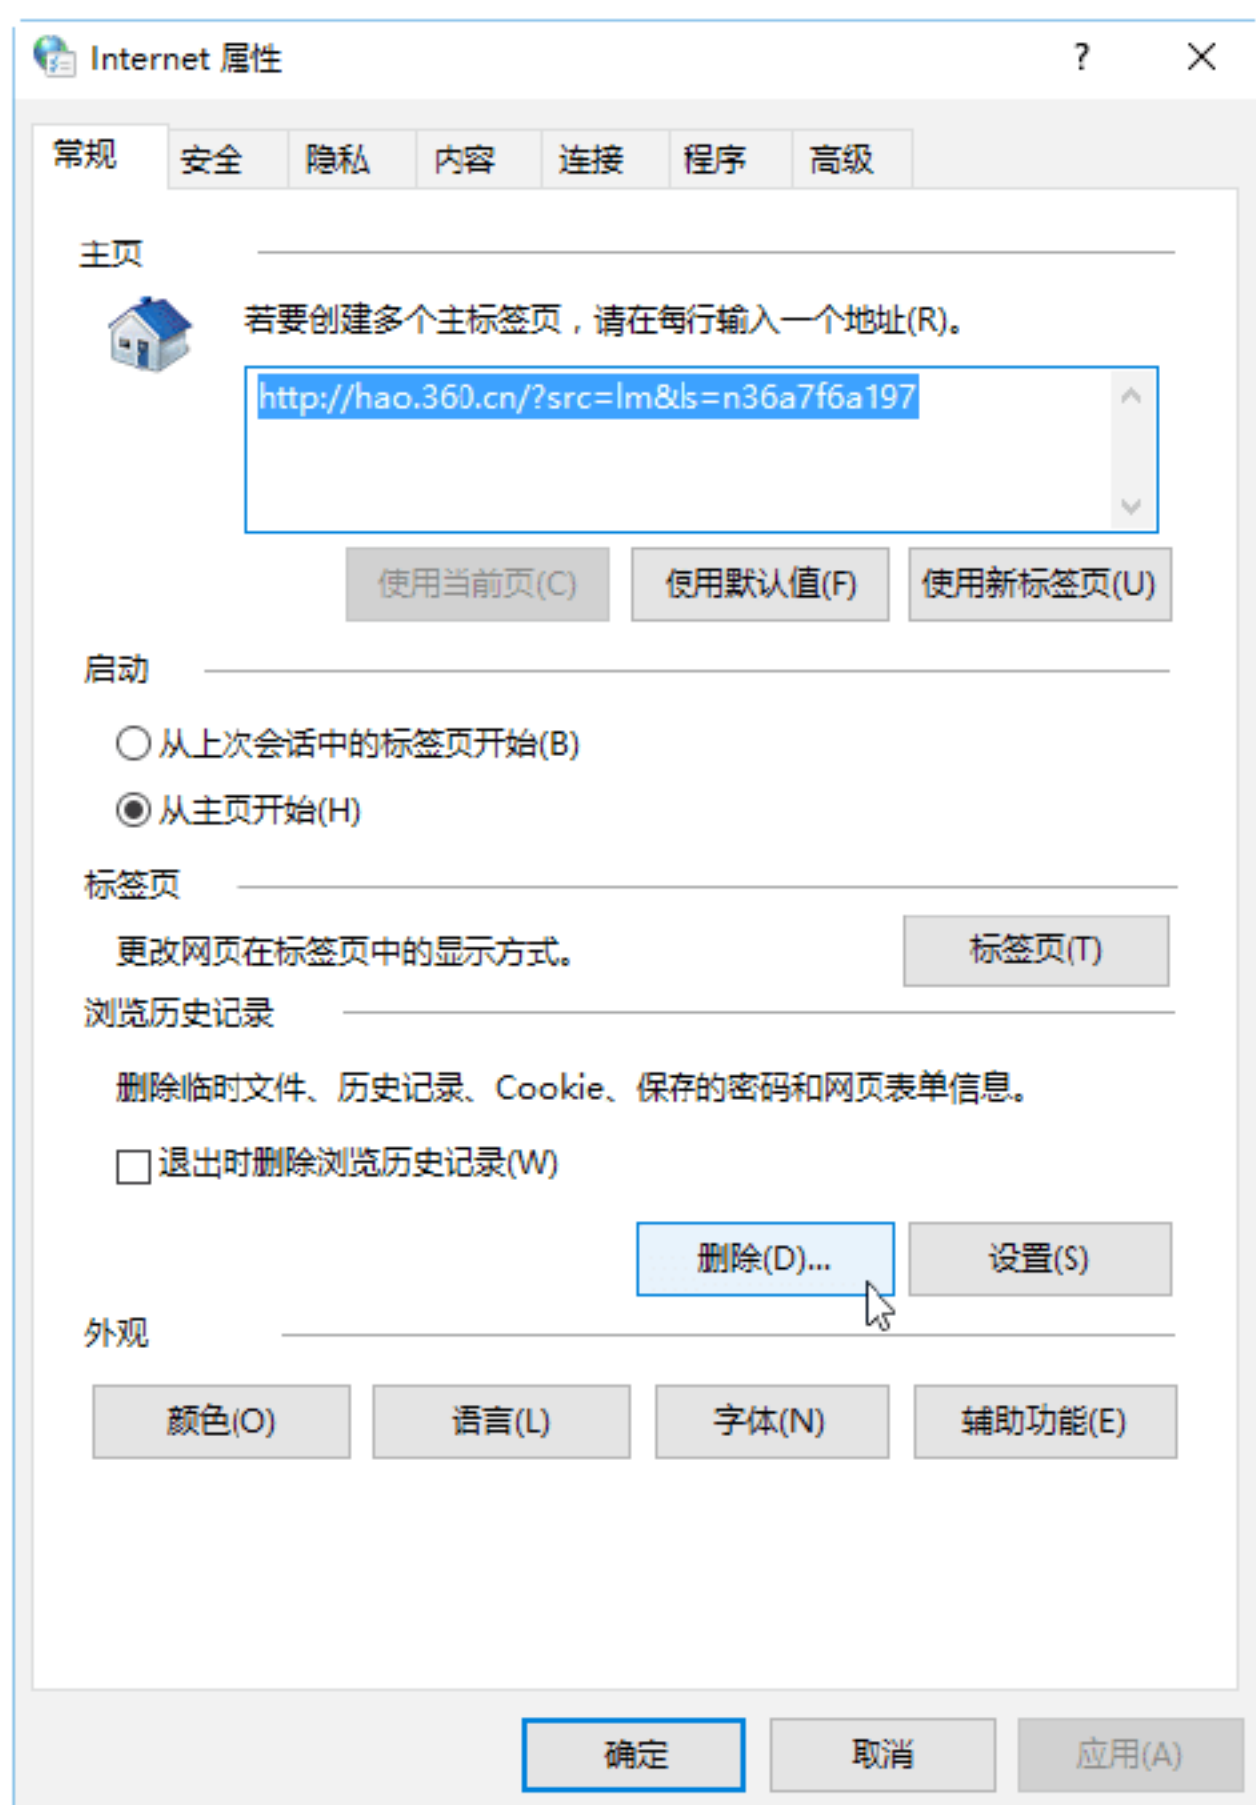 Internet 属性 ?
常规 安全 隐私 内容 连接 程序 高级
主页
若要创建多个主标签页，请在每行输入一个地址(R)。
http://hao.360.cn/?src=lm&ls=n36a7f6a197
使用当前页(C) 使用默认值(F) 使用新标签页(U)
启动
从上次会话中的标签页开始(B)
从主页开始(H)
标签页
更改网页在标签页中的显示方式。 标签页(T)
浏览历史记录
删除临时文件、历史记录、Cookie、保存的密码和网页表单信息。
退出时删除浏览历史记录(W)
删除(D)... 设置(S)
外观
颜色(O) 语言(L) 字体(N) 辅助功能(E)
确定 取消 应用(A)